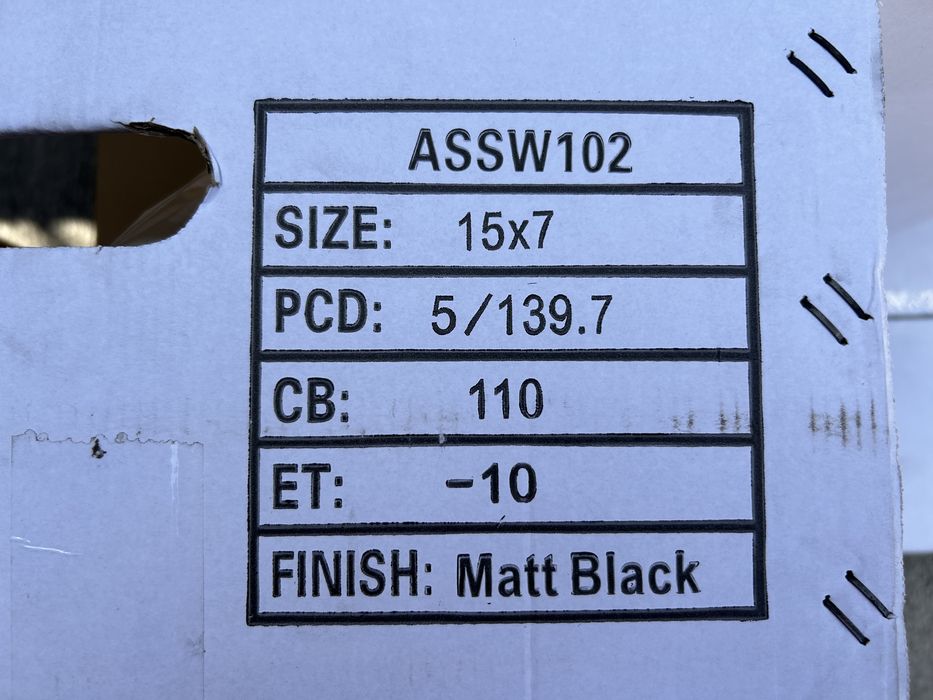 ASSW102
SIZE: 15x7
PCD: 5/139.7
CB: 110
ET: -10
FINISH: Matt Black